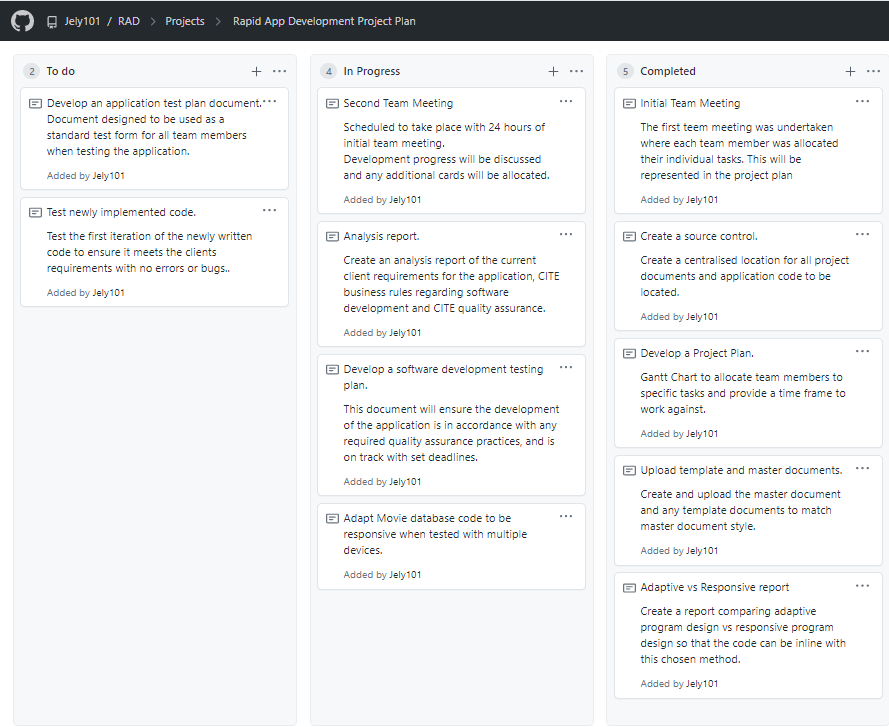 Jely101 / RAD > Projects > Rapid App Development Project Plan
2 To do
Develop an application test plan document.
Document designed to be used as a
standard test form for all team members
when testing the application.
Added by Jely101
Test newly implemented code.
Test the first iteration of the newly written
code to ensure it meets the clients
requirements with no errors or bugs..
Added by Jely101
4 In Progress
Second Team Meeting
Scheduled to take place with 24 hours of
initial team meeting.
Development progress will be discussed
and any additional cards will be allocated.
Added by Jely101
Analysis report.
Create an analysis report of the current
client requirements for the application, CITE
business rules regarding software
development and CITE quality assurance.
Added by Jely101
Develop a software development testing
plan.
This document will ensure the development
of the application is in accordance with any
required quality assurance practices, and is
on track with set deadlines.
Added by Jely101
Adapt Movie database code to be
responsive when tested with multiple
devices.
Added by Jely101
5 Completed
Initial Team Meeting
The first teem meeting was undertaken
where each team member was allocated
their individual tasks. This will be
represented in the project plan
Added by Jely101
Create a source control.
Create a centralised location for all project
documents and application code to be
located.
Added by Jely101
Develop a Project Plan.
Gantt Chart to allocate team members to
specific tasks and provide a time frame to
work against.
Added by Jely101
Upload template and master documents.
Create and upload the master document
and any template documents to match
master document style.
Added by Jely101
Adaptive vs Responsive report
Create a report comparing adaptive
program design vs responsive program
design so that the code can be inline with
this chosen method.
Added by Jely101